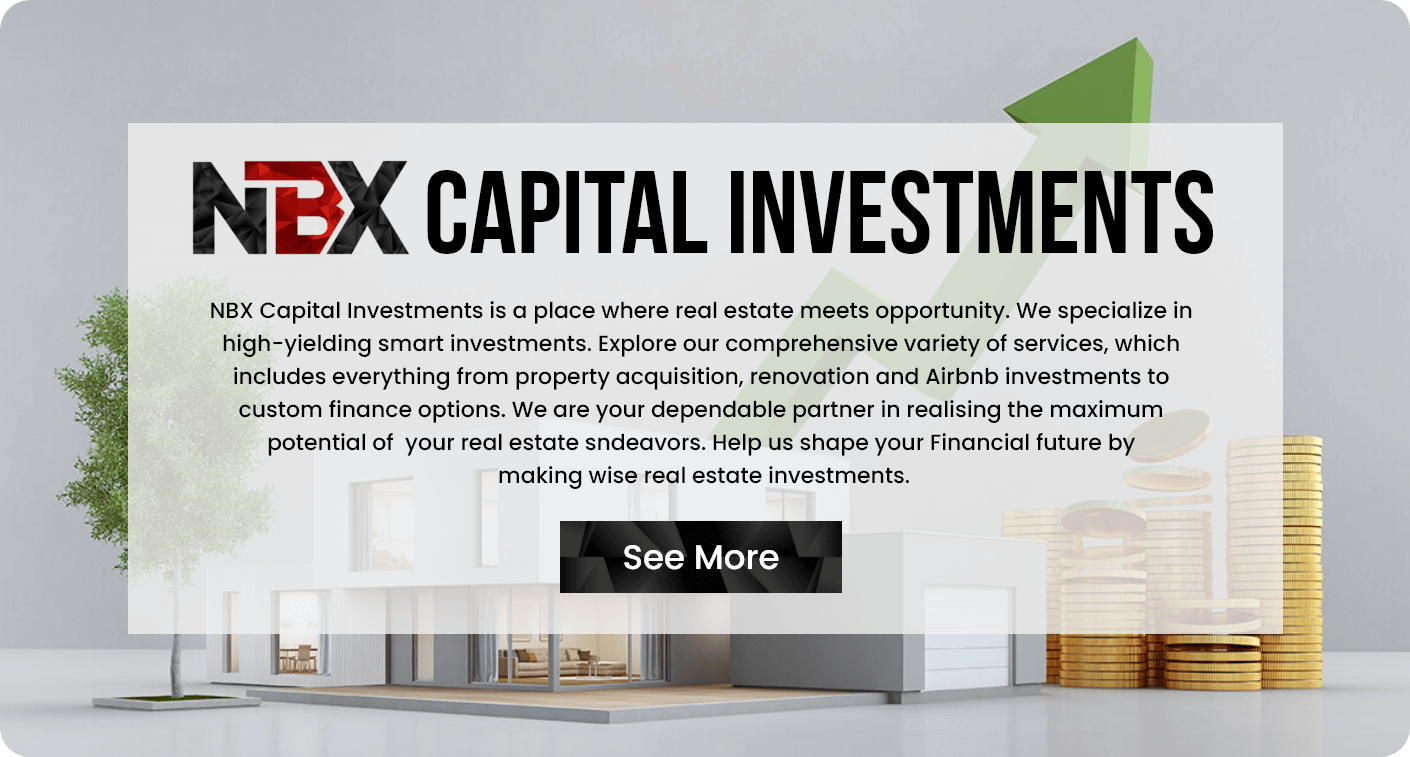 NBX CAPITAL INVESTMENTS
NBX Capital Investments is a place where real estate meets opportunity. We specialize in
high-yielding smart investments. Explore our comprehensive variety of services, which
includes everything from property acquisition, renovation and Airbnb investments to
custom finance options. We are your dependable partner in realising the maximum
potential of  your real estate sndeavors. Help us shape your Financial future by
making wise real estate investments.
See More